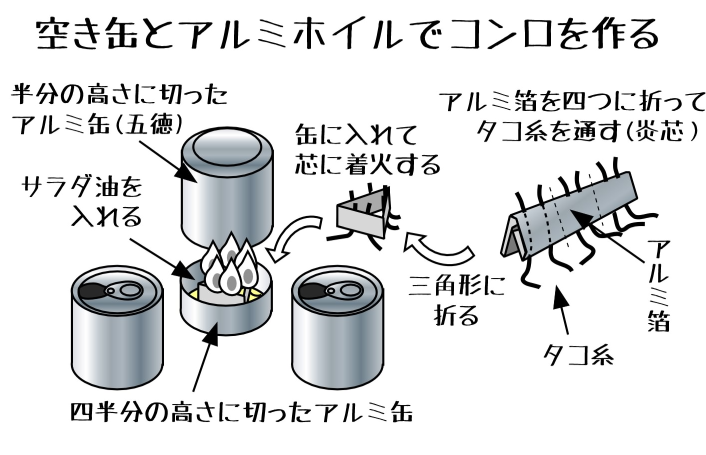 空き缶とアルミホイルでコンロを作る
半分の高さに切った
アルミ缶(五徳)
サラダ油を
入れる
缶に入れて
芯に着火する
アルミ箔を四つに折って
タコ糸を通す(炎芯)
三角形に
折る
アルミ箔
タコ糸
四半分の高さに切ったアルミ缶